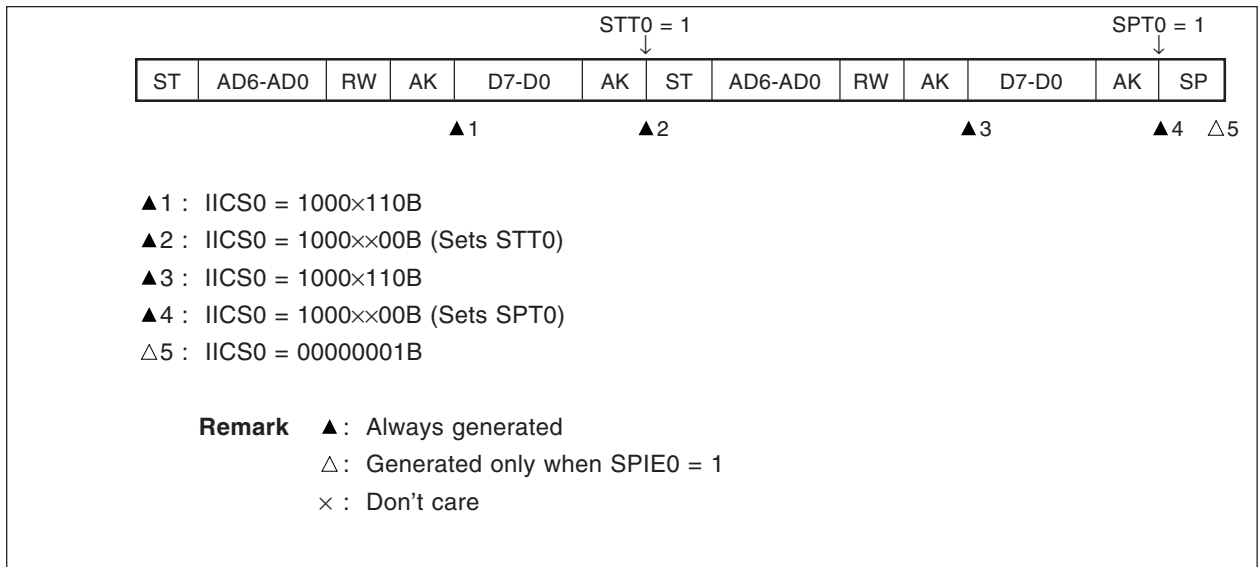 STT0 = 1 SPT0 = 1
↓ ↓
ST AD6-AD0 RW AK D7-D0 AK ST AD6-AD0 RW AK D7-D0 AK SP
▲1 ▲2 ▲3 ▲4 △5
▲1 : IICS0 = 1000×110B
▲2 : IICS0 = 1000××00B (Sets STT0)
▲3 : IICS0 = 1000×110B
▲4 : IICS0 = 1000××00B (Sets SPT0)
△5 : IICS0 = 00000001B
Remark ▲: Always generated
△: Generated only when SPIE0 = 1
× : Don't care